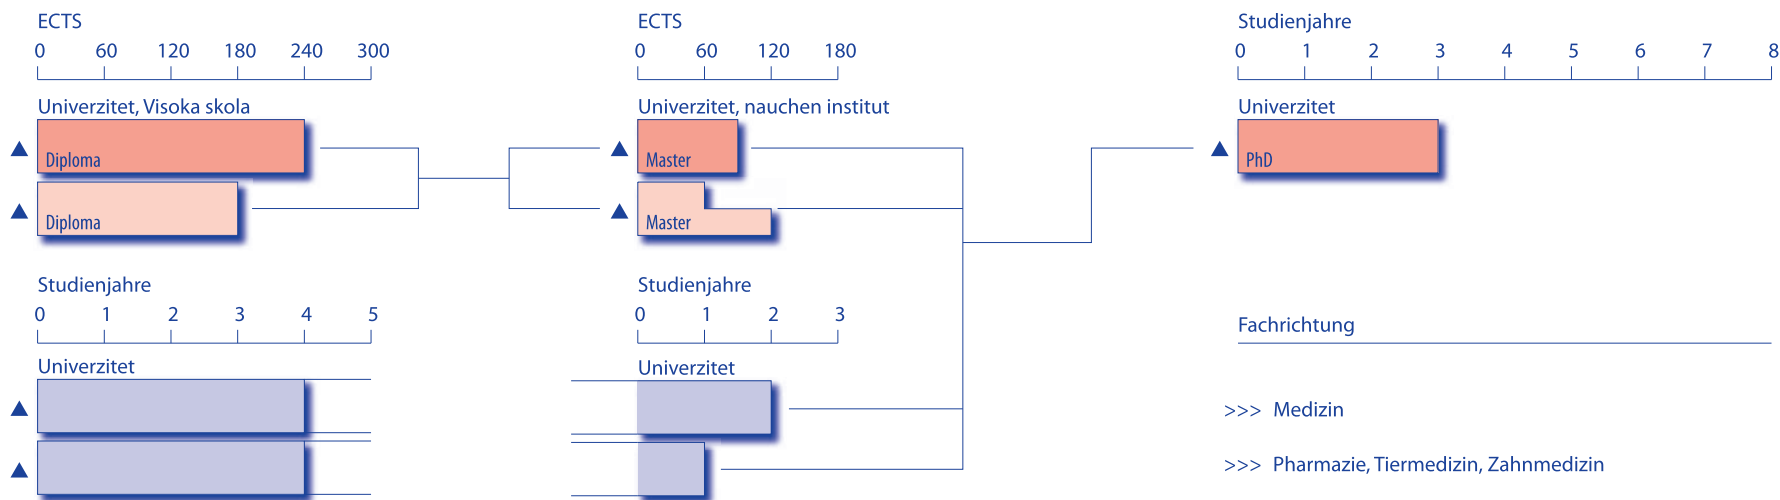 ECTS
0 60 120 180 240 300
Univerzitet, Visoka skola
Diploma
Diploma
Studienjahre
0 1 2 3 4 5
Univerzitet
ECTS
0 60 120 180
Univerzitet, nauchen institut
Master
Master
Studienjahre
0 1 2 3
Univerzitet
Studienjahre
0 1 2 3 4 5 6 7 8
Univerzitet
PhD
Fachrichtung
>>> Medizin
>>> Pharmazie, Tiermedizin, Zahnmedizin